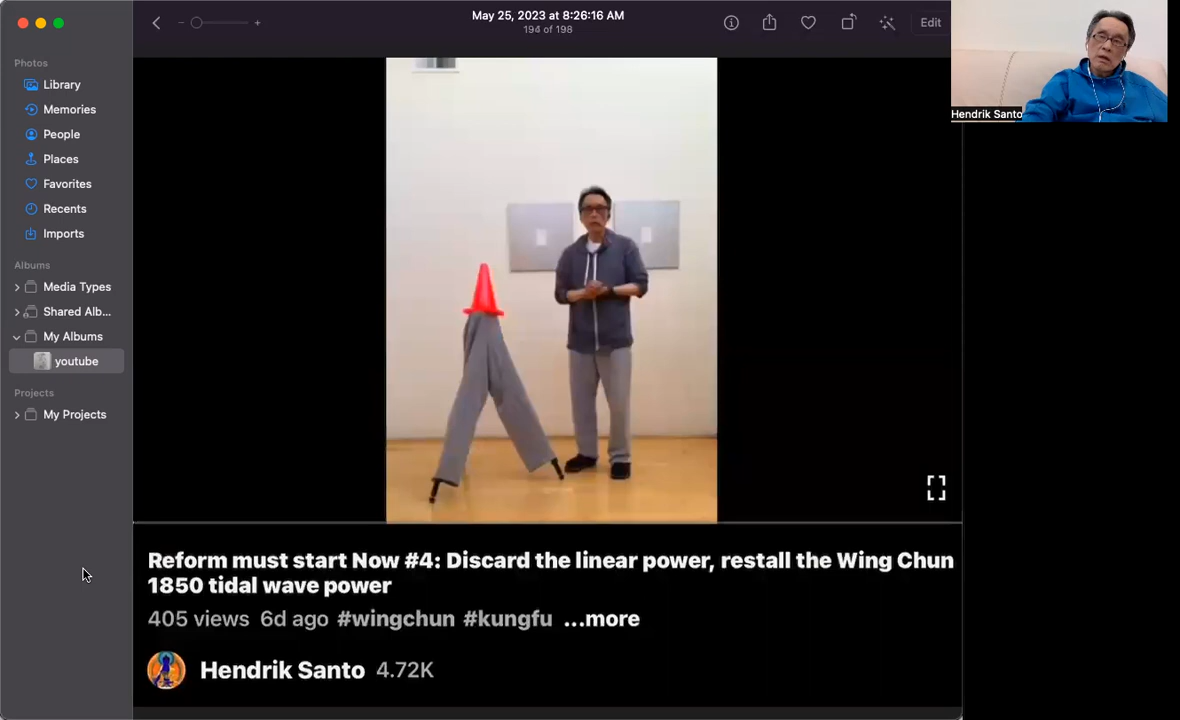 May 25, 2023 at 8:26:16 AM
194 of 198
Edit
Photos
Library
Memories
People
Places
Favorites
Recents
Imports
Albums
Media Types
Shared Alb...
My Albums
youtube
Projects
My Projects
Hendrik Santo
Reform must start Now #4: Discard the linear power, restall the Wing Chun
1850 tidal wave power
405 views 6d ago #wingchun #kungfu ...more
Hendrik Santo 4.72K